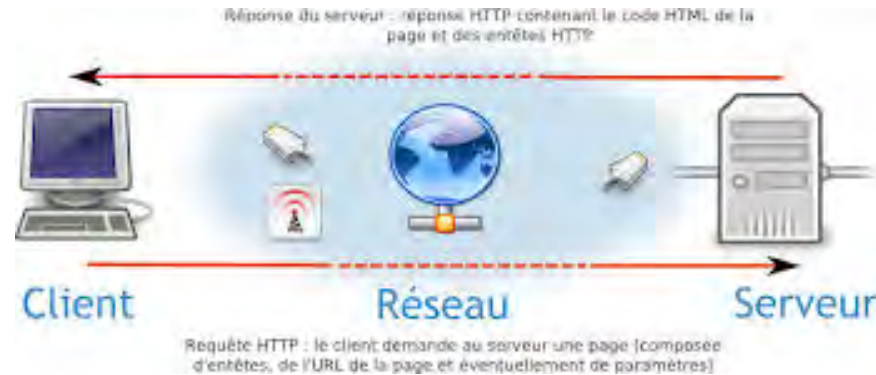 Réponse du serveur : réponse HTTP contenant le code HTML de la
page et des entêtes HTTP
Client
Réseau
Serveur
Requête HTTP : le client demande au serveur une page (composée
d'entêtes, de l'URL de la page et éventuellement de paramètres)